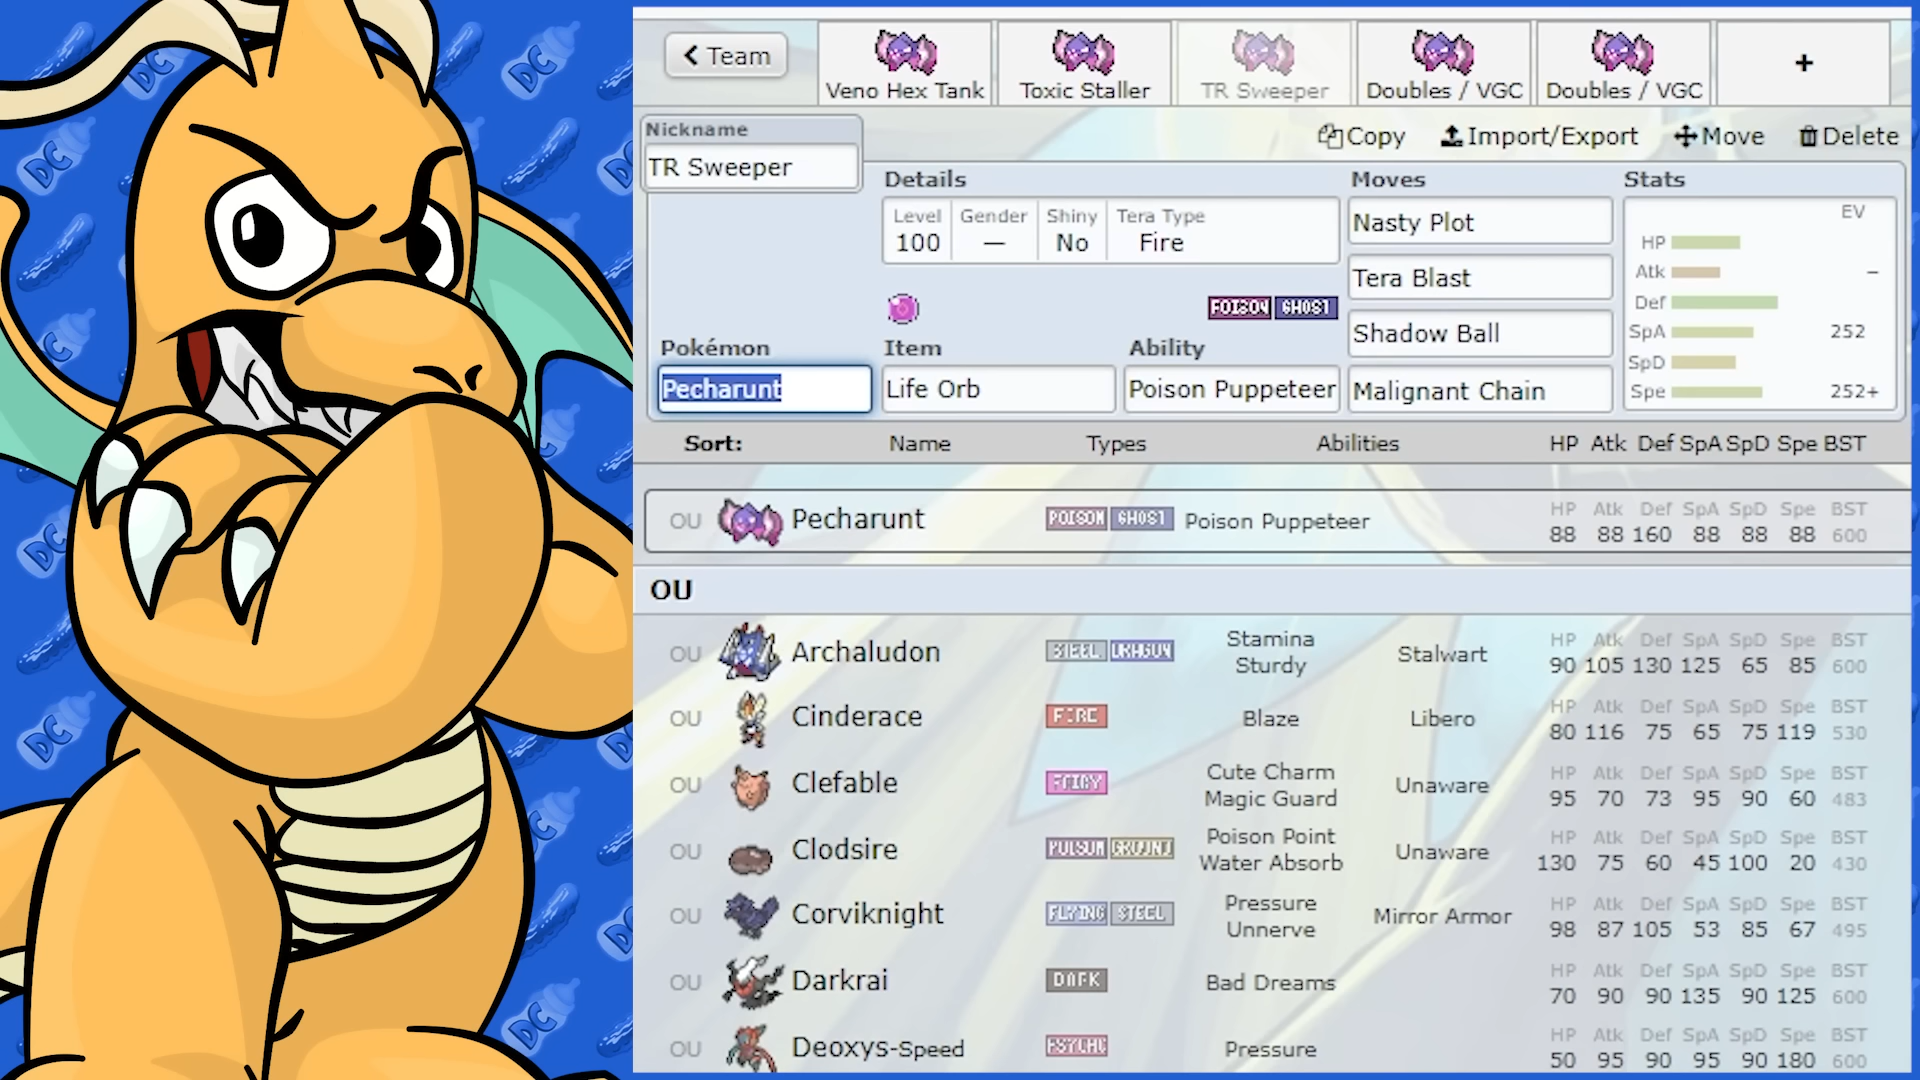 Team
Veno Hex Tank
Toxic Staller
TR Sweeper
Doubles / VGC
Doubles / VGC
+
Copy
Import/Export
Move
Delete
Nickname
TR Sweeper
Details
Level Gender Shiny Tera Type
100 — No Fire
POISON GHOST
Pokémon
Pecharunt
Item
Life Orb
Ability
Poison Puppeteer
Moves
Nasty Plot
Tera Blast
Shadow Ball
Malignant Chain
Stats
EV
HP
Atk –
Def
SpA 252
SpD
Spe 252+
Sort: Name Types Abilities HP Atk Def SpA SpD Spe BST
OU Pecharunt POISON GHOST Poison Puppeteer
HP Atk Def SpA SpD Spe BST
88 88 160 88 88 88 600
OU
OU Archaludon STEEL DRAGON Stamina Sturdy Stalwart
HP Atk Def SpA SpD Spe BST
90 105 130 125 65 85 600
OU Cinderace FIRE Blaze Libero
HP Atk Def SpA SpD Spe BST
80 116 75 65 75 119 530
OU Clefable FAIRY Cute Charm Magic Guard Unaware
HP Atk Def SpA SpD Spe BST
95 70 73 95 90 60 483
OU Clodsire POISON GROUND Poison Point Water Absorb Unaware
HP Atk Def SpA SpD Spe BST
130 75 60 45 100 20 430
OU Corviknight FLYING STEEL Pressure Unnerve Mirror Armor
HP Atk Def SpA SpD Spe BST
98 87 105 53 85 67 495
OU Darkrai DARK Bad Dreams
HP Atk Def SpA SpD Spe BST
70 90 90 135 90 125 600
OU Deoxys-Speed PSYCHC Pressure
HP Atk Def SpA SpD Spe BST
50 95 90 95 90 180 600
DC
DC
DC
DC
DC
DC
DC